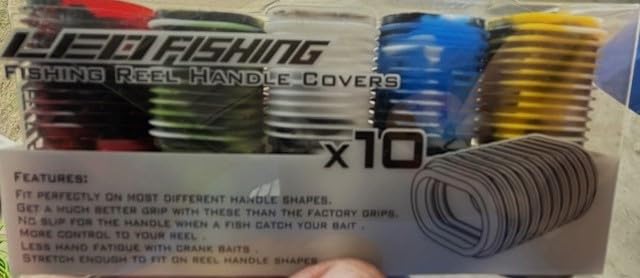 LEOFISHING
FISHING REEL HANDLE COVERS
x10
FEATURES:
FIT PERFECTLY ON MOST DIFFERENT HANDLE SHAPES.
GET A MUCH BETTER GRIP WITH THESE THAN THE FACTORY GRIPS.
NO SLIP FOR THE HANDLE WHEN A FISH CATCH YOUR BAIT .
MORE CONTROL TO YOUR REEL .
LESS HAND FATIGUE WITH CRANK BAITS .
STRETCH ENOUGH TO FIT ON REEL HANDLE SHAPES